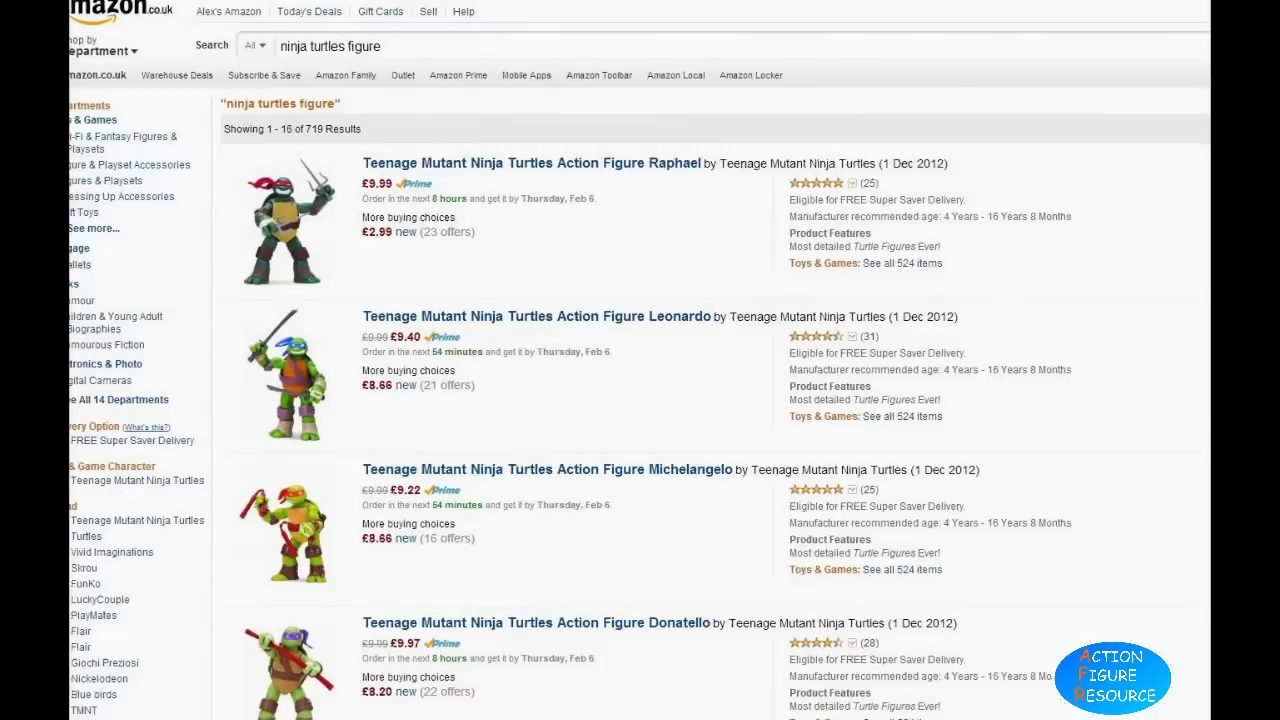 mazon.co.uk
Alex's Amazon Today's Deals Gift Cards Sell Help
hop by
epartment
Search All ninja turtles figure
mazon.co.uk Warehouse Deals Subscribe & Save Amazon Family Outlet Amazon Prime Mobile Apps Amazon Toolbar Amazon Local Amazon Locker
artments
s & Games
i-Fi & Fantasy Figures &
Playsets
gure & Playset Accessories
gures & Playsets
essing Up Accessories
ft Toys
See more...
gage
allets
ks
amour
ildren & Young Adult
Biographies
umourous Fiction
tronics & Photo
gital Cameras
e All 14 Departments
very Option (What's this?)
FREE Super Saver Delivery
& Game Character
Teenage Mutant Ninja Turtles
nd
Teenage Mutant Ninja Turtles
Turtles
Vivid Imaginations
Skrou
FunKo
LuckyCouple
PlayMates
Flair
Flair
Giochi Preziosi
Nickelodeon
Blue birds
TMNT
"ninja turtles figure"
Showing 1 - 16 of 719 Results
Teenage Mutant Ninja Turtles Action Figure Raphael by Teenage Mutant Ninja Turtles (1 Dec 2012)
£9.99 Prime
Order in the next 8 hours and get it by Thursday, Feb 6.
More buying choices
£2.99 new (23 offers)
(25)
Eligible for FREE Super Saver Delivery.
Manufacturer recommended age: 4 Years - 16 Years 8 Months
Product Features
Most detailed Turtle Figures Ever!
Toys & Games: See all 524 items
Teenage Mutant Ninja Turtles Action Figure Leonardo by Teenage Mutant Ninja Turtles (1 Dec 2012)
£9.99 £9.40 Prime
Order in the next 54 minutes and get it by Thursday, Feb 6.
More buying choices
£8.66 new (21 offers)
(31)
Eligible for FREE Super Saver Delivery.
Manufacturer recommended age: 4 Years - 16 Years 8 Months
Product Features
Most detailed Turtle Figures Ever!
Toys & Games: See all 524 items
Teenage Mutant Ninja Turtles Action Figure Michelangelo by Teenage Mutant Ninja Turtles (1 Dec 2012)
£9.99 £9.22 Prime
Order in the next 54 minutes and get it by Thursday, Feb 6.
More buying choices
£8.66 new (16 offers)
(25)
Eligible for FREE Super Saver Delivery.
Manufacturer recommended age: 4 Years - 16 Years 8 Months
Product Features
Most detailed Turtle Figures Ever!
Toys & Games: See all 524 items
Teenage Mutant Ninja Turtles Action Figure Donatello by Teenage Mutant Ninja Turtles (1 Dec 2012)
£9.99 £9.97 Prime
Order in the next 8 hours and get it by Thursday, Feb 6.
More buying choices
£8.20 new (22 offers)
(28)
Eligible for FREE Super Saver Delivery.
Manufacturer recommended age: 4 Years - 16 Years 8 Mo
Product Features
Most detailed Turtle Figures Ever!
ACTION
FIGURE
RESOURCE